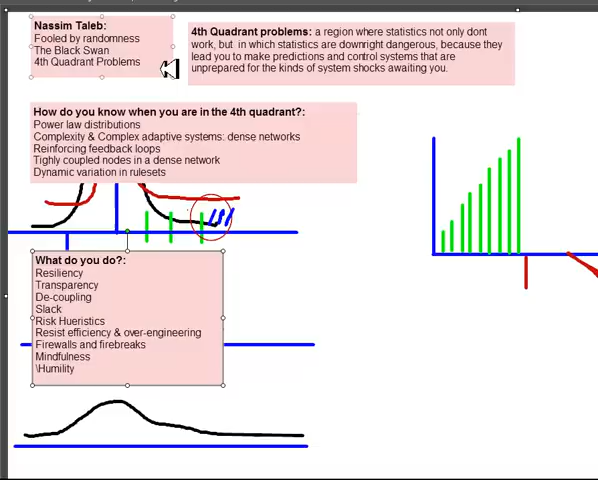 Nassim Taleb:
Fooled by randomness
The Black Swan
4th Quadrant Problems
4th Quadrant problems: a region where statistics not only dont
work, but in which statistics are downright dangerous, because they
lead you to make predictions and control systems that are
unprepared for the kinds of system shocks awaiting you.
How do you know when you are in the 4th quadrant?:
Power law distributions
Complexity & Complex adaptive systems: dense networks
Reinforcing feedback loops
Tighly coupled nodes in a dense network
Dynamic variation in rulesets
What do you do?:
Resiliency
Transparency
De-coupling
Slack
Risk Hueristics
Resist efficiency & over-engineering
Firewalls and firebreaks
Mindfulness
\Humility